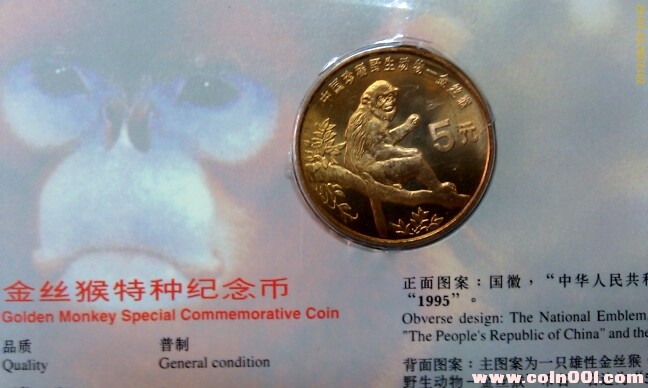 中国珍稀野生动物—金丝猴
5元
金丝猴特种纪念币
Golden Monkey Special Commemorative Coin
品质
普制
Quality
General condition
正面图案：国徽，“中华人民共和
“1995”。
Obverse design: The National Emblem,
"The People's Republic of China" and the
背面图案：主图案为一只雄性金丝猴
野生动物—
www.coin001.com